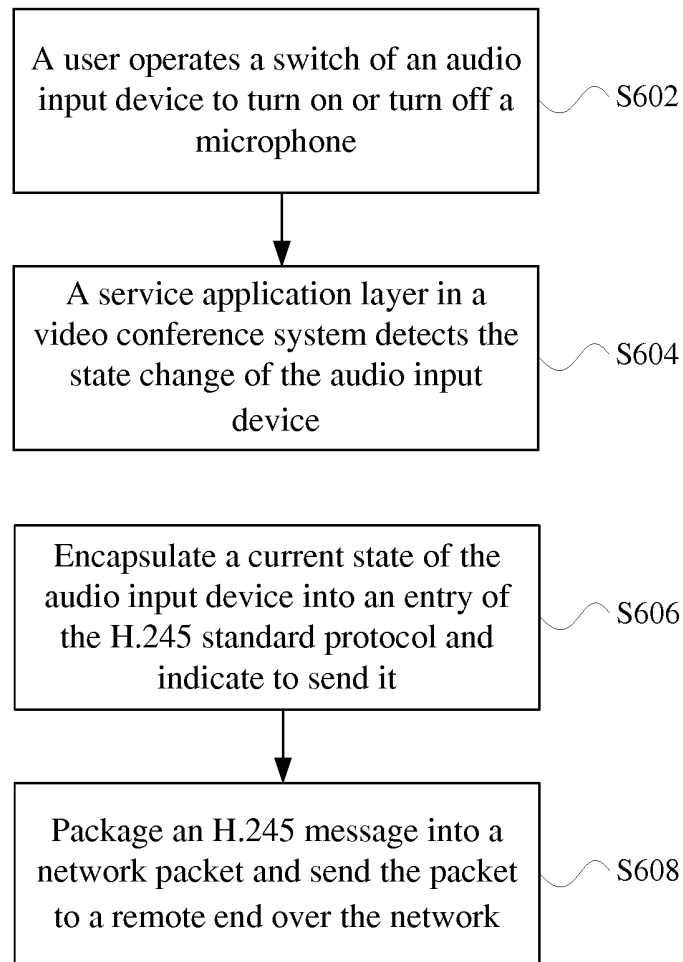 A user operates a switch of an audio
input device to turn on or turn off a
microphone
S602
A service application layer in a
video conference system detects the
state change of the audio input
device
S604
Encapsulate a current state of the
audio input device into an entry of
the H.245 standard protocol and
indicate to send it
S606
Package an H.245 message into a
network packet and send the packet
to a remote end over the network
S608